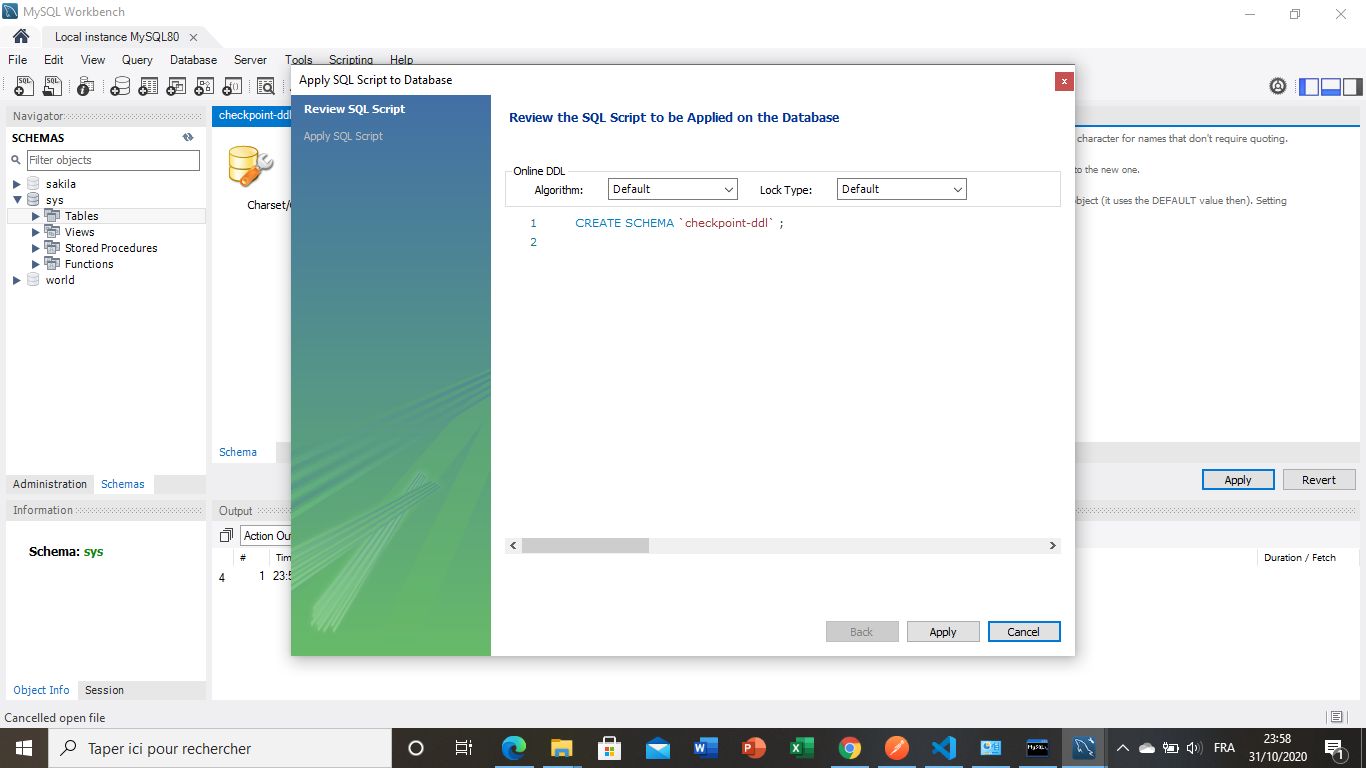 MySQL Workbench
Local instance MySQL80
File Edit View Query Database Server Tools Scripting Help
Navigator
SCHEMAS
Filter objects
sakila
sys
Tables
Views
Stored Procedures
Functions
world
Administration Schemas
Information
Schema: sys
Object Info Session
Cancelled open file
checkpoint-ddl
character for names that don't require quoting.
to the new one.
bject (it uses the DEFAULT value then). Setting
Schema
Apply Revert
Output
Action Ou
# Tim Duration / Fetch
4 1 23:5
Apply SQL Script to Database
Review SQL Script
Apply SQL Script
Review the SQL Script to be Applied on the Database
Online DDL
Algorithm: Default Lock Type: Default
1 CREATE SCHEMA `checkpoint-ddl` ;
2
Back Apply Cancel
Taper ici pour rechercher
FRA
23:58
31/10/2020
1